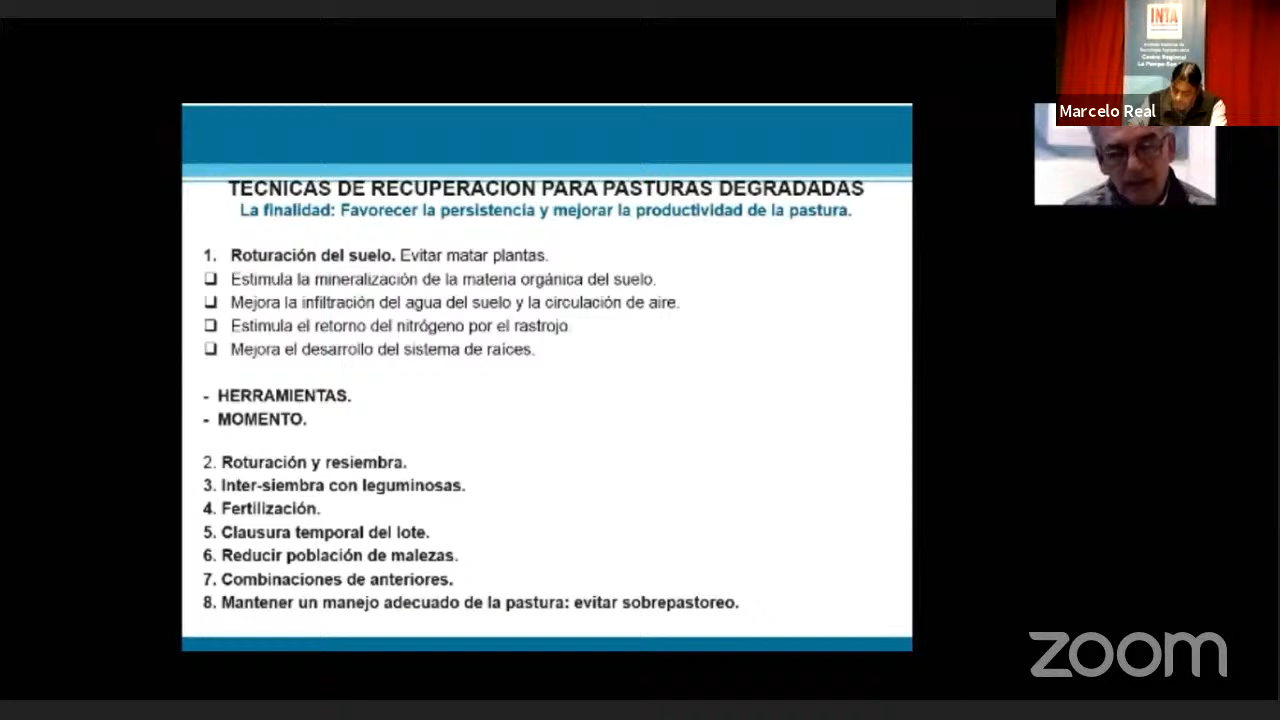 INTA
Centro Regional
La Pampa
Marcelo Real
TECNICAS DE RECUPERACION PARA PASTURAS DEGRADADAS
La finalidad: Favorecer la persistencia y mejorar la productividad de la pastura.
1. Roturación del suelo. Evitar matar plantas.
❑ Estimula la mineralización de la materia orgánica del suelo.
❑ Mejora la infiltración del agua del suelo y la circulación de aire.
❑ Estimula el retorno del nitrógeno por el rastrojo
❑ Mejora el desarrollo del sistema de raíces.
- HERRAMIENTAS.
- MOMENTO.
2. Roturación y resiembra.
3. Inter-siembra con leguminosas.
4. Fertilización.
5. Clausura temporal del lote.
6. Reducir población de malezas.
7. Combinaciones de anteriores.
8. Mantener un manejo adecuado de la pastura: evitar sobrepastoreo.
zoom